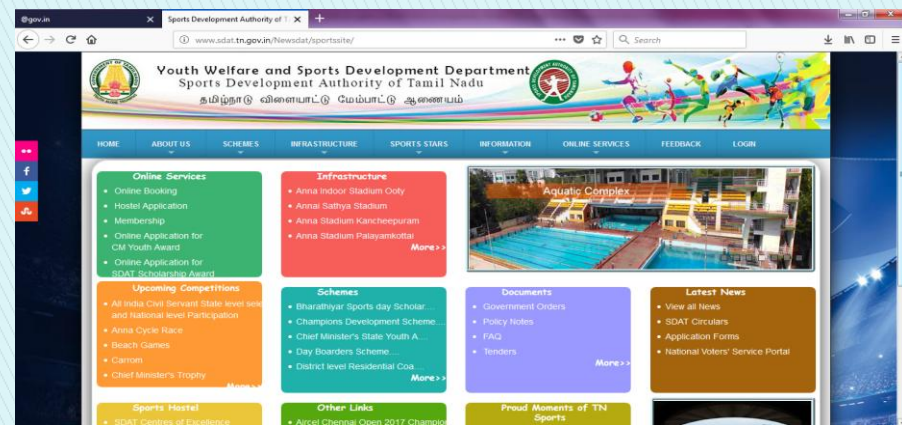 @gov.in
Sports Development Authority of T
www.sdat.tn.gov.in/Newsdat/sportssite/
Search
Youth Welfare and Sports Development Department
Sports Development Authority of Tamil Nadu
தமிழ்நாடு விளையாட்டு மேம்பாட்டு ஆணையம்
HOME ABOUT US SCHEMES INFRASTRUCTURE SPORTS STARS INFORMATION ONLINE SERVICES FEEDBACK LOGIN
Online Services
Online Booking
Hostel Application
Membership
Online Application for
CM Youth Award
Online Application for
SDAT Scholarship Award
Infrastructure
Anna Indoor Stadium Ooty
Annai Sathya Stadium
Anna Stadium Kancheepuram
Anna Stadium Palayamkottai
More>>
Aquatic Complex
Upcoming Competitions
All India Civil Servant State level sele
and National level Participation
Anna Cycle Race
Beach Games
Carrom
Chief Minister's Trophy
More>>
Schemes
Bharathiyar Sports day Scholar....
Champions Development Scheme....
Chief Minister's State Youth A....
Day Boarders Scheme....
District level Residential Coa....
More>>
Documents
Government Orders
Policy Notes
FAQ
Tenders
More>>
Latest News
View all News
SDAT Circulars
Application Forms
National Voters' Service Portal
Sports Hostel
SDAT Centres of Excellence
Other Links
Aircel Chennai Open 2017 Champion
Proud Moments of TN
Sports